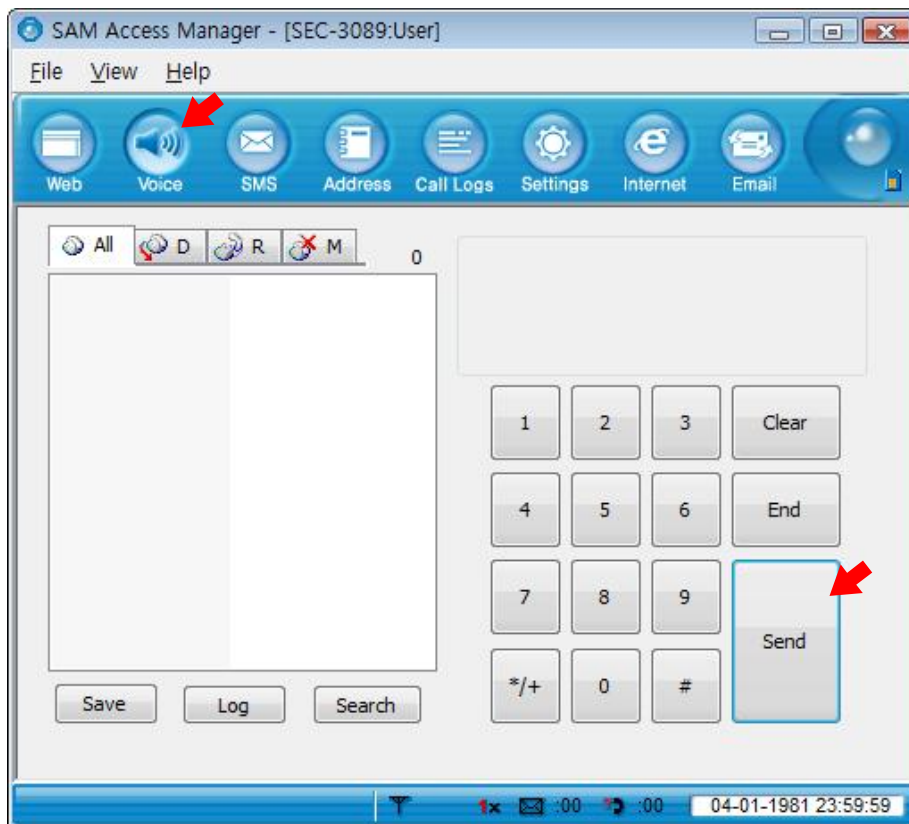 SAM Access Manager - [SEC-3089:User]
File View Help
Web Voice SMS Address Call Logs Settings Internet Email
All D R M 0
1 2 3 Clear
4 5 6 End
7 8 9
Send
*/+ 0 #
Save Log Search
1x :00 :00 04-01-1981 23:59:59